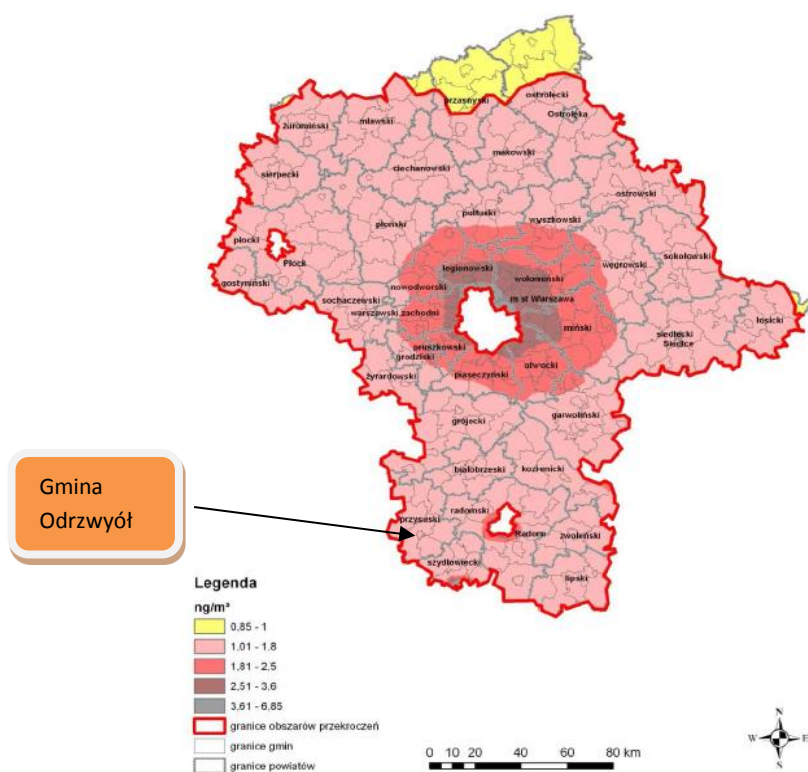 przasnyski
ostrołęcki
Ostrołęka
żuromiński
mławski
makowski
ciechanowski
sierpecki
ostrowski
pułtuski
wyszkowski
płoński
płocki
Płock
sokołowski
węgrowski
legionowski
wołomiński
gostyniński
nowodworski
sochaczewski
m st Warszawa
warszawski zachodni
łosicki
miński
siedlecki
Siedlce
pruszkowski
grodziski
otwocki
piaseczyński
żyrardowski
garwoliński
grójecki
białobrzeski
kozienicki
Gmina
Odrzwyół
radomski
przysuski
Radom
zwoleński
szydłowiecki
lipski
Legenda
ng/m³
0,85 - 1
1,01 - 1,8
1,81 - 2,5
2,51 - 3,6
3,61 - 6,85
granice obszarów przekroczeń
granice gmin
granice powiatów
0 10 20 40 60 80 km
N
W E
S